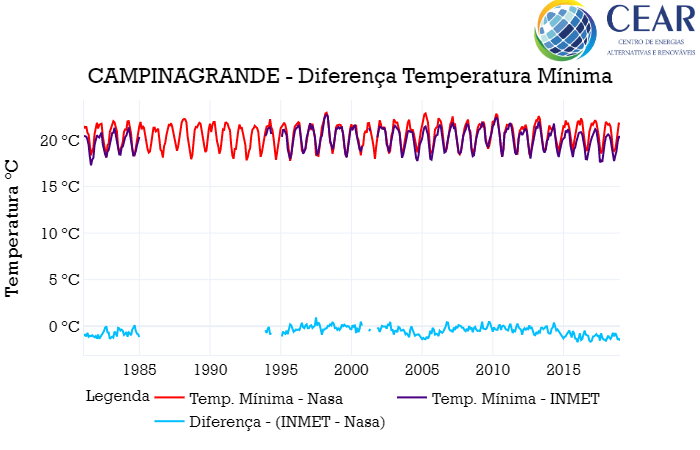 CEAR
CENTRO DE ENERGIAS
ALTERNATIVAS E RENOVÁVEIS
CAMPINAGRANDE - Diferença Temperatura Mínima
Temperatura °C
20 °C
15 °C
10 °C
5 °C
0 °C
1985 1990 1995 2000 2005 2010 2015
Legenda Temp. Mínima - Nasa Temp. Mínima - INMET
Diferença - (INMET - Nasa)